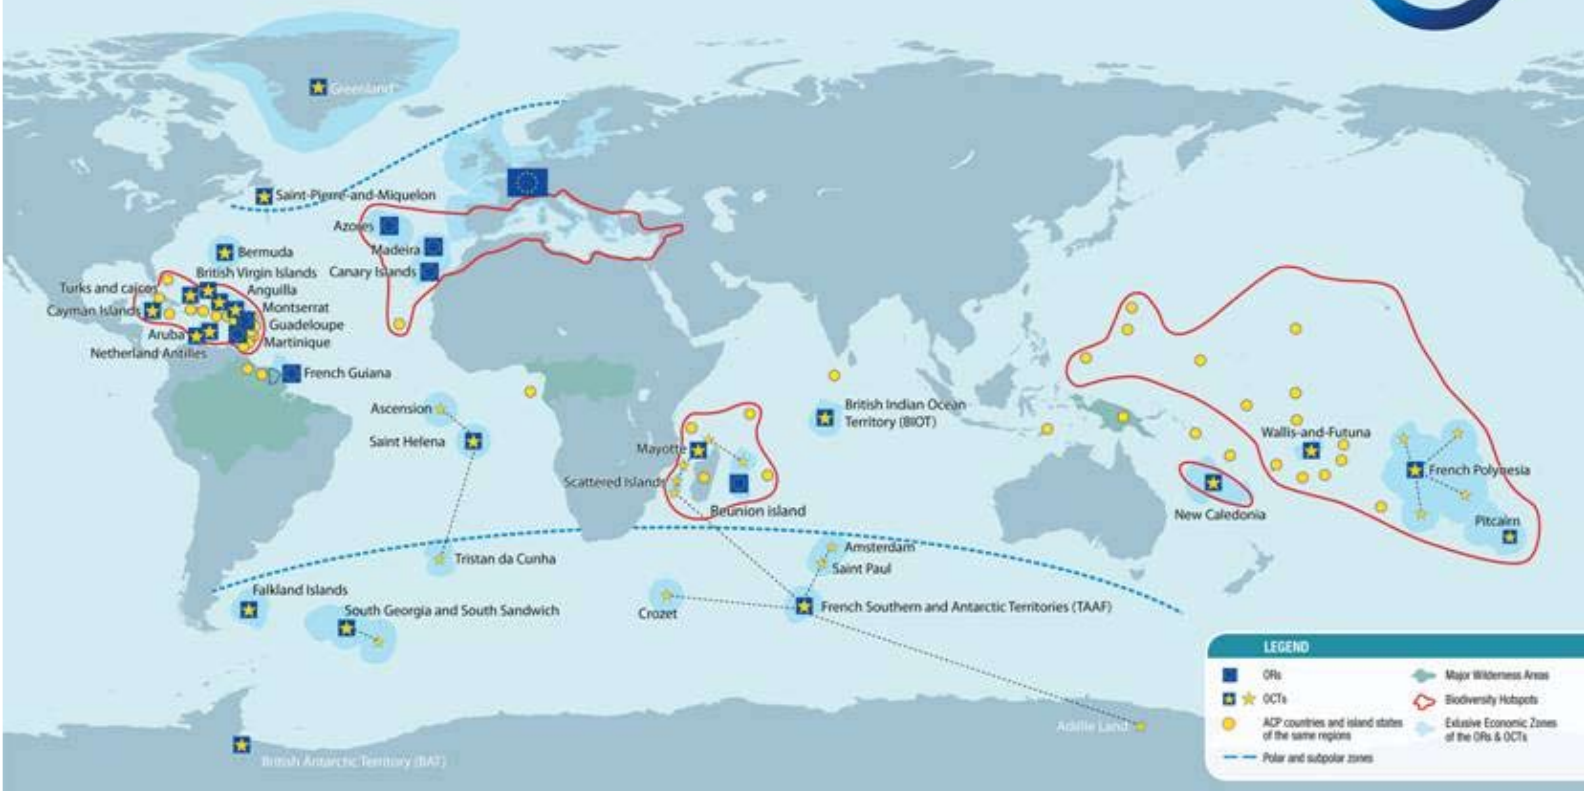 Greenland
Saint-Pierre-and-Miquelon
Azores
Madeira
Canary Islands
Bermuda
British Virgin Islands
Turks and caicos
Anguilla
Cayman Islands
Montserrat
Guadeloupe
Aruba
Martinique
Netherland Antilles
French Guiana
Ascension
Saint Helena
British Indian Ocean
Territory (BIOT)
Mayotte
Scattered Islands
Reunion island
Wallis-and-Futuna
French Polynesia
New Caledonia
Pitcairn
Tristan da Cunha
Amsterdam
Saint Paul
Falkland Islands
South Georgia and South Sandwich
Crozet
French Southern and Antarctic Territories (TAAF)
Adélie Land
British Antarctic Territory (BAT)
LEGEND
ORs
OCTs
ACP countries and island states
of the same regions
Polar and subpolar zones
Major Wilderness Areas
Biodiversity Hotspots
Exlusive Economic Zones
of the ORs & OCTs